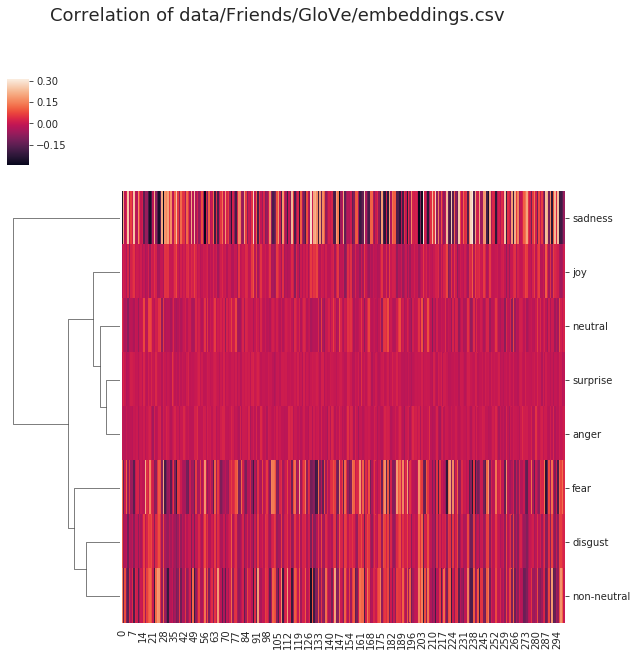 Correlation of data/Friends/GloVe/embeddings.csv
0.30
0.15
0.00
−0.15
sadness
joy
neutral
surprise
anger
fear
disgust
non-neutral
0 7 14 21 28 35 42 49 56 63 70 77 84 91 98 105 112 119 126 133 140 147 154 161 168 175 182 189 196 203 210 217 224 231 238 245 252 259 266 273 280 287 294